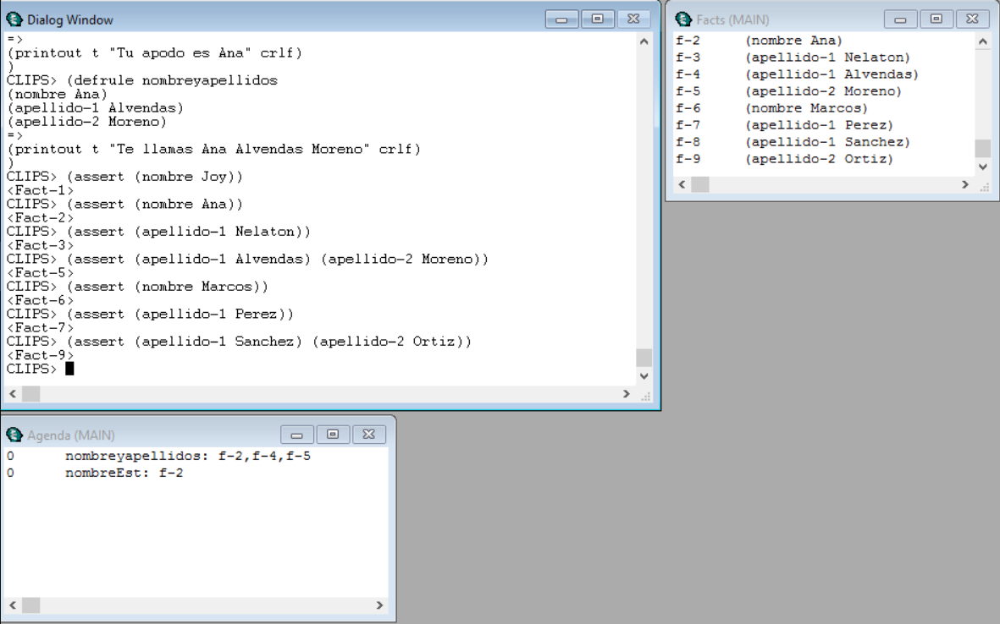 Dialog Window
=>
(printout t "Tu apodo es Ana" crlf)
)
CLIPS> (defrule nombreyapellidos
(nombre Ana)
(apellido-1 Alvendas)
(apellido-2 Moreno)
=>
(printout t "Te llamas Ana Alvendas Moreno" crlf)
)
CLIPS> (assert (nombre Joy))
<Fact-1>
CLIPS> (assert (nombre Ana))
<Fact-2>
CLIPS> (assert (apellido-1 Nelaton))
<Fact-3>
CLIPS> (assert (apellido-1 Alvendas) (apellido-2 Moreno))
<Fact-5>
CLIPS> (assert (nombre Marcos))
<Fact-6>
CLIPS> (assert (apellido-1 Perez))
<Fact-7>
CLIPS> (assert (apellido-1 Sanchez) (apellido-2 Ortiz))
<Fact-9>
CLIPS>
Facts (MAIN)
f-2 (nombre Ana)
f-3 (apellido-1 Nelaton)
f-4 (apellido-1 Alvendas)
f-5 (apellido-2 Moreno)
f-6 (nombre Marcos)
f-7 (apellido-1 Perez)
f-8 (apellido-1 Sanchez)
f-9 (apellido-2 Ortiz)
Agenda (MAIN)
0 nombreyapellidos: f-2,f-4,f-5
0 nombreEst: f-2